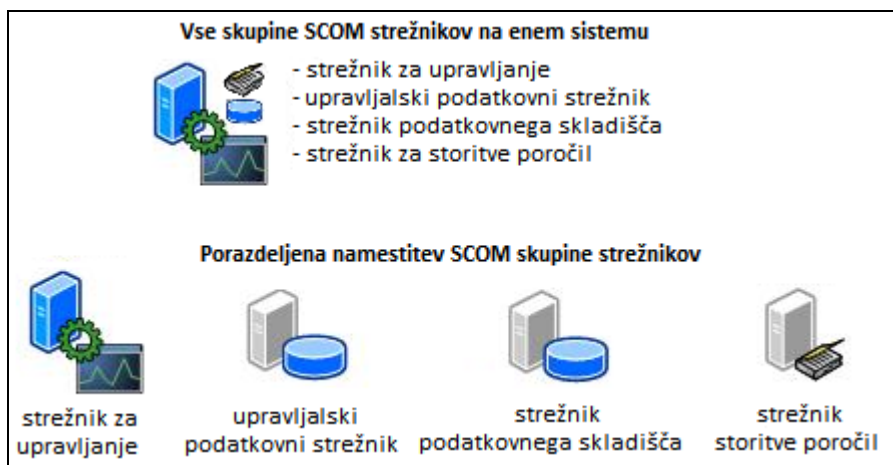 Vse skupine SCOM strežnikov na enem sistemu
- strežnik za upravljanje
- upravljalski podatkovni strežnik
- strežnik podatkovnega skladišča
- strežnik za storitve poročil
Porazdeljena namestitev SCOM skupine strežnikov
strežnik za
upravljanje
upravljalski
podatkovni strežnik
strežnik
podatkovnega skladišča
strežnik
storitve poročil